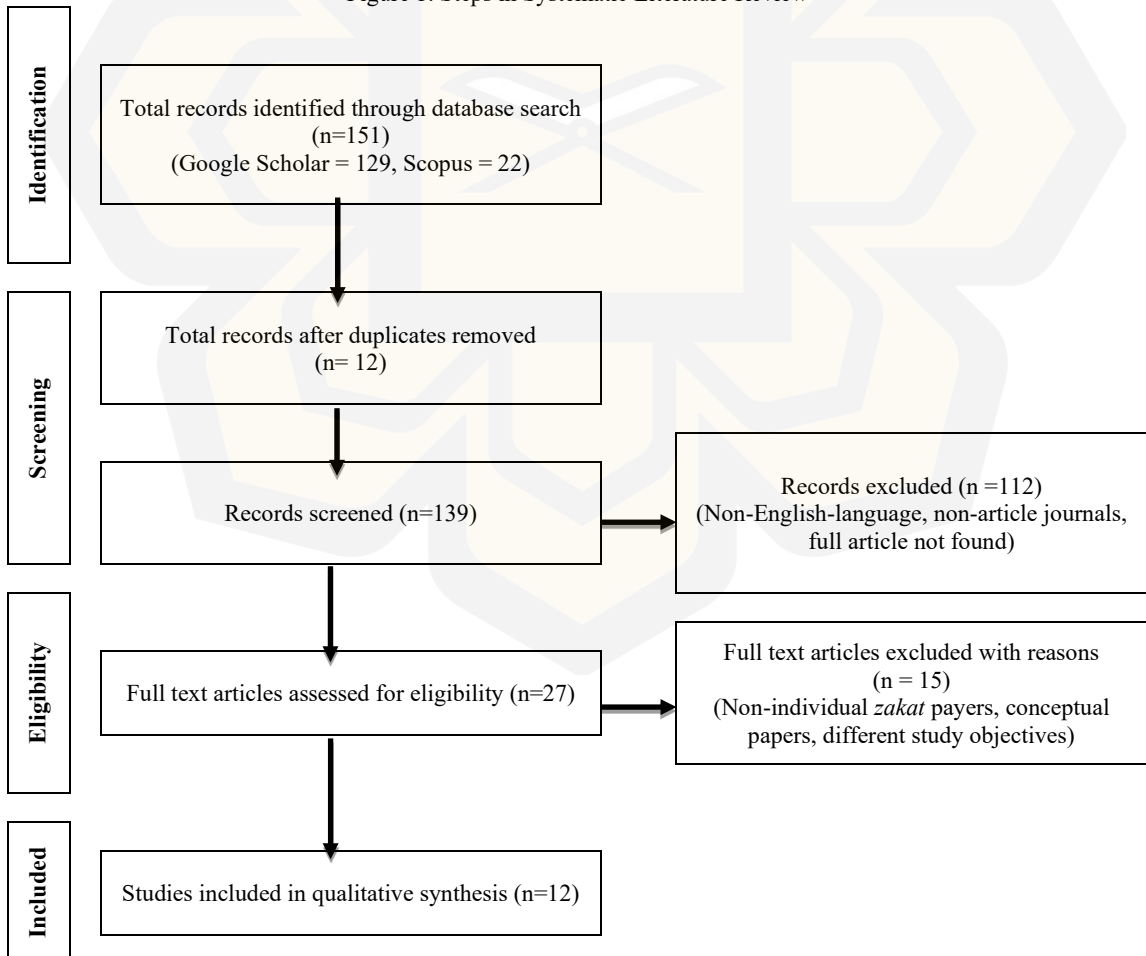 Figure 1: Steps in Systematic Literature Review
Identification
Total records identified through database search
(n=151)
(Google Scholar = 129, Scopus = 22)
Screening
Total records after duplicates removed
(n= 12)
Records screened (n=139)
Records excluded (n =112)
(Non-English-language, non-article journals,
full article not found)
Eligibility
Full text articles assessed for eligibility (n=27)
Full text articles excluded with reasons
(n = 15)
(Non-individual zakat payers, conceptual
papers, different study objectives)
Included
Studies included in qualitative synthesis (n=12)